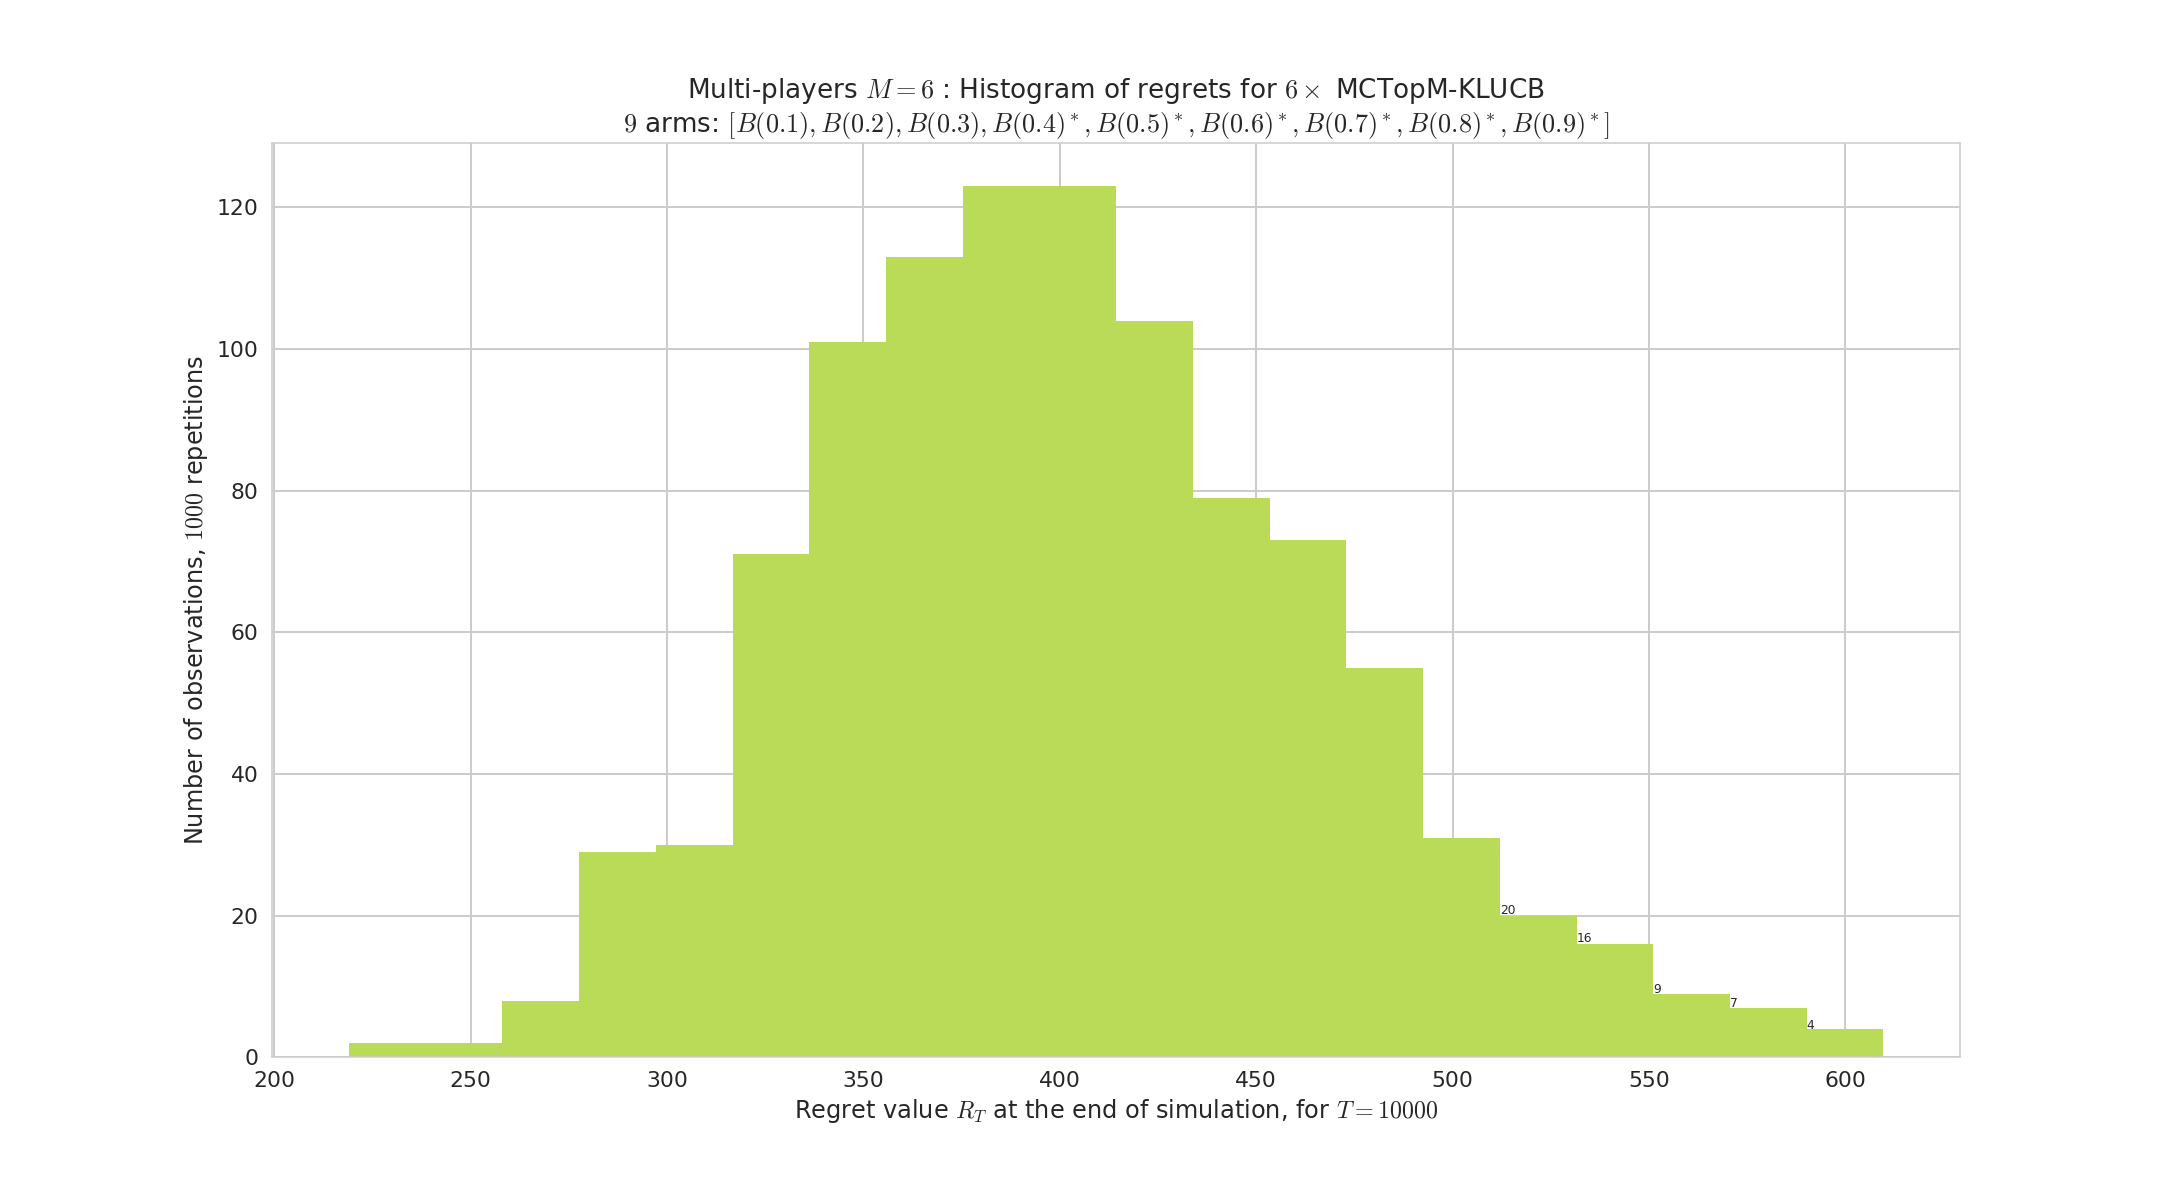 Multi-players M = 6 : Histogram of regrets for 6× MCTopM-KLUCB
9 arms: [B(0.1), B(0.2), B(0.3), B(0.4)*, B(0.5)*, B(0.6)*, B(0.7)*, B(0.8)*, B(0.9)*]
Number of observations, 1000 repetitions
120
100
80
60
40
20
0
20
16
9
7
4
200 250 300 350 400 450 500 550 600
Regret value R_T at the end of simulation, for T = 10000